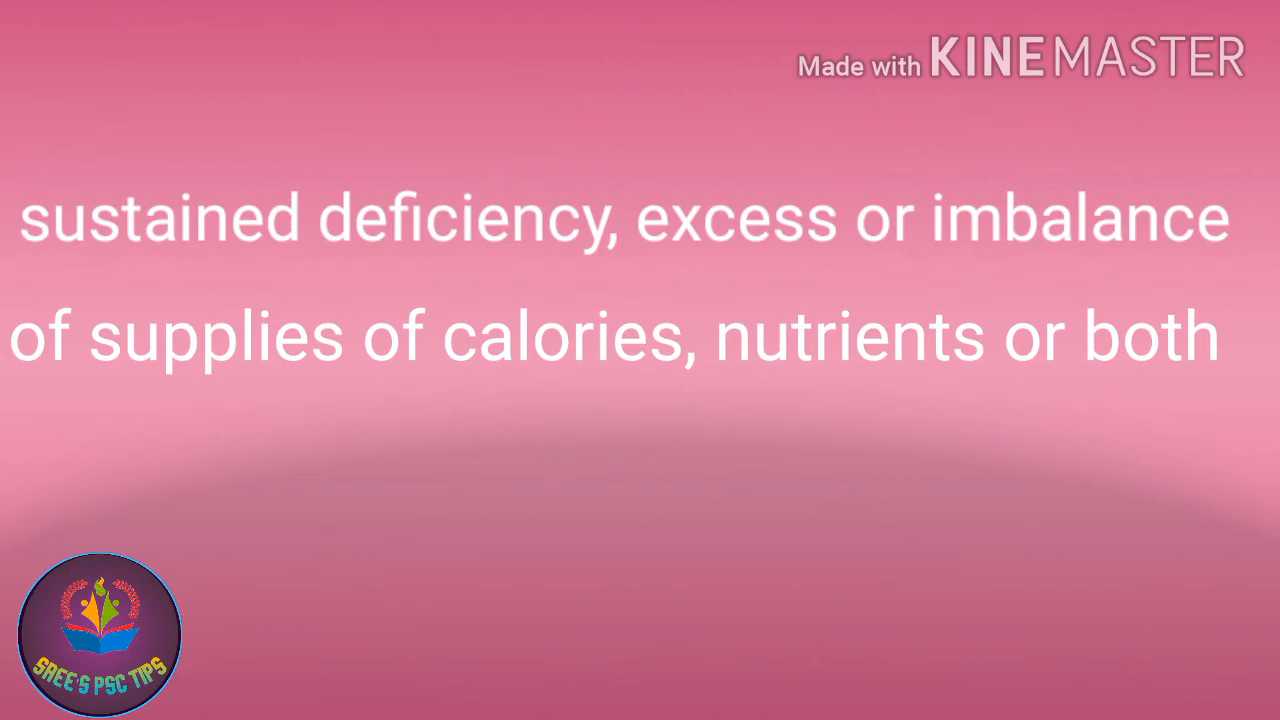 Made with KINEMASTER
sustained deficiency, excess or imbalance
of supplies of calories, nutrients or both
SREE'S PSC TIPS